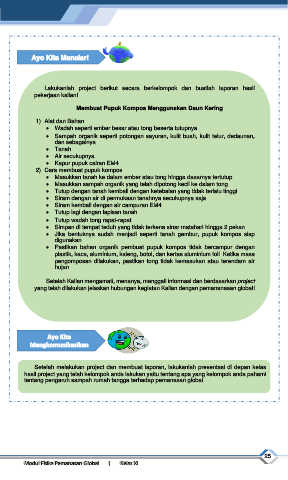 Ayo Kita Menalar!
Lakukanlah project berikut secara berkelompok dan buatlah laporan hasil
pekerjaan kalian!
Membuat Pupuk Kompos Menggunakan Daun Kering
1) Alat dan Bahan
• Wadah seperti ember besar atau tong beserta tutupnya
• Sampah organik seperti potongan sayuran, kulit buah, kulit telur, dedaunan,
dan sebagainya
• Tanah
• Air secukupnya
• Kapur pupuk cairan EM4
2) Cara membuat pupuk kompos
• Masukkan tanah ke dalam ember atau tong hingga dasarnya tertutup
• Masukkan sampah organik yang telah dipotong kecil ke dalam tong
• Tutup dengan tanah kembali dengan ketebalan yang tidak terlalu tinggi
• Siram dengan air di permukaan tanahnya secukupnya saja
• Siram kembali dengan air campuran EM4
• Tutup lagi dengan lapisan tanah
• Tutup wadah tong rapat-rapat
• Simpan di tempat teduh yang tidak terkena sinar matahari hingga 2 pekan
• Jika bentuknya sudah menjadi seperti tanah gembur, pupuk kompos siap
digunakan
• Pastikan bahan organik pembuat pupuk kompos tidak bercampur dengan
plastik, kaca, aluminium, kaleng, botol, dan kertas aluminium foil Ketika masa
pengomposan dilakukan, pastikan tong tidak kemasukan atau terendam air
hujan
Setelah Kalian mengamati, menanya, menggali informasi dan berdasarkan project
yang telah dilakukan jelaskan hubungan kegiatan Kalian dengan pemanasan global!
Ayo Kita
Mengkomunikasikan
Setelah melakukan project dan membuat laporan, lakukanlah presentasi di depan kelas
hasil project yang telah kelompok anda lakukan yaitu tentang apa yang kelompok anda pahami
tentang pengaruh sampah rumah tangga terhadap pemanasan global
25
Modul Fisika Pemanasan Global | Kelas XI